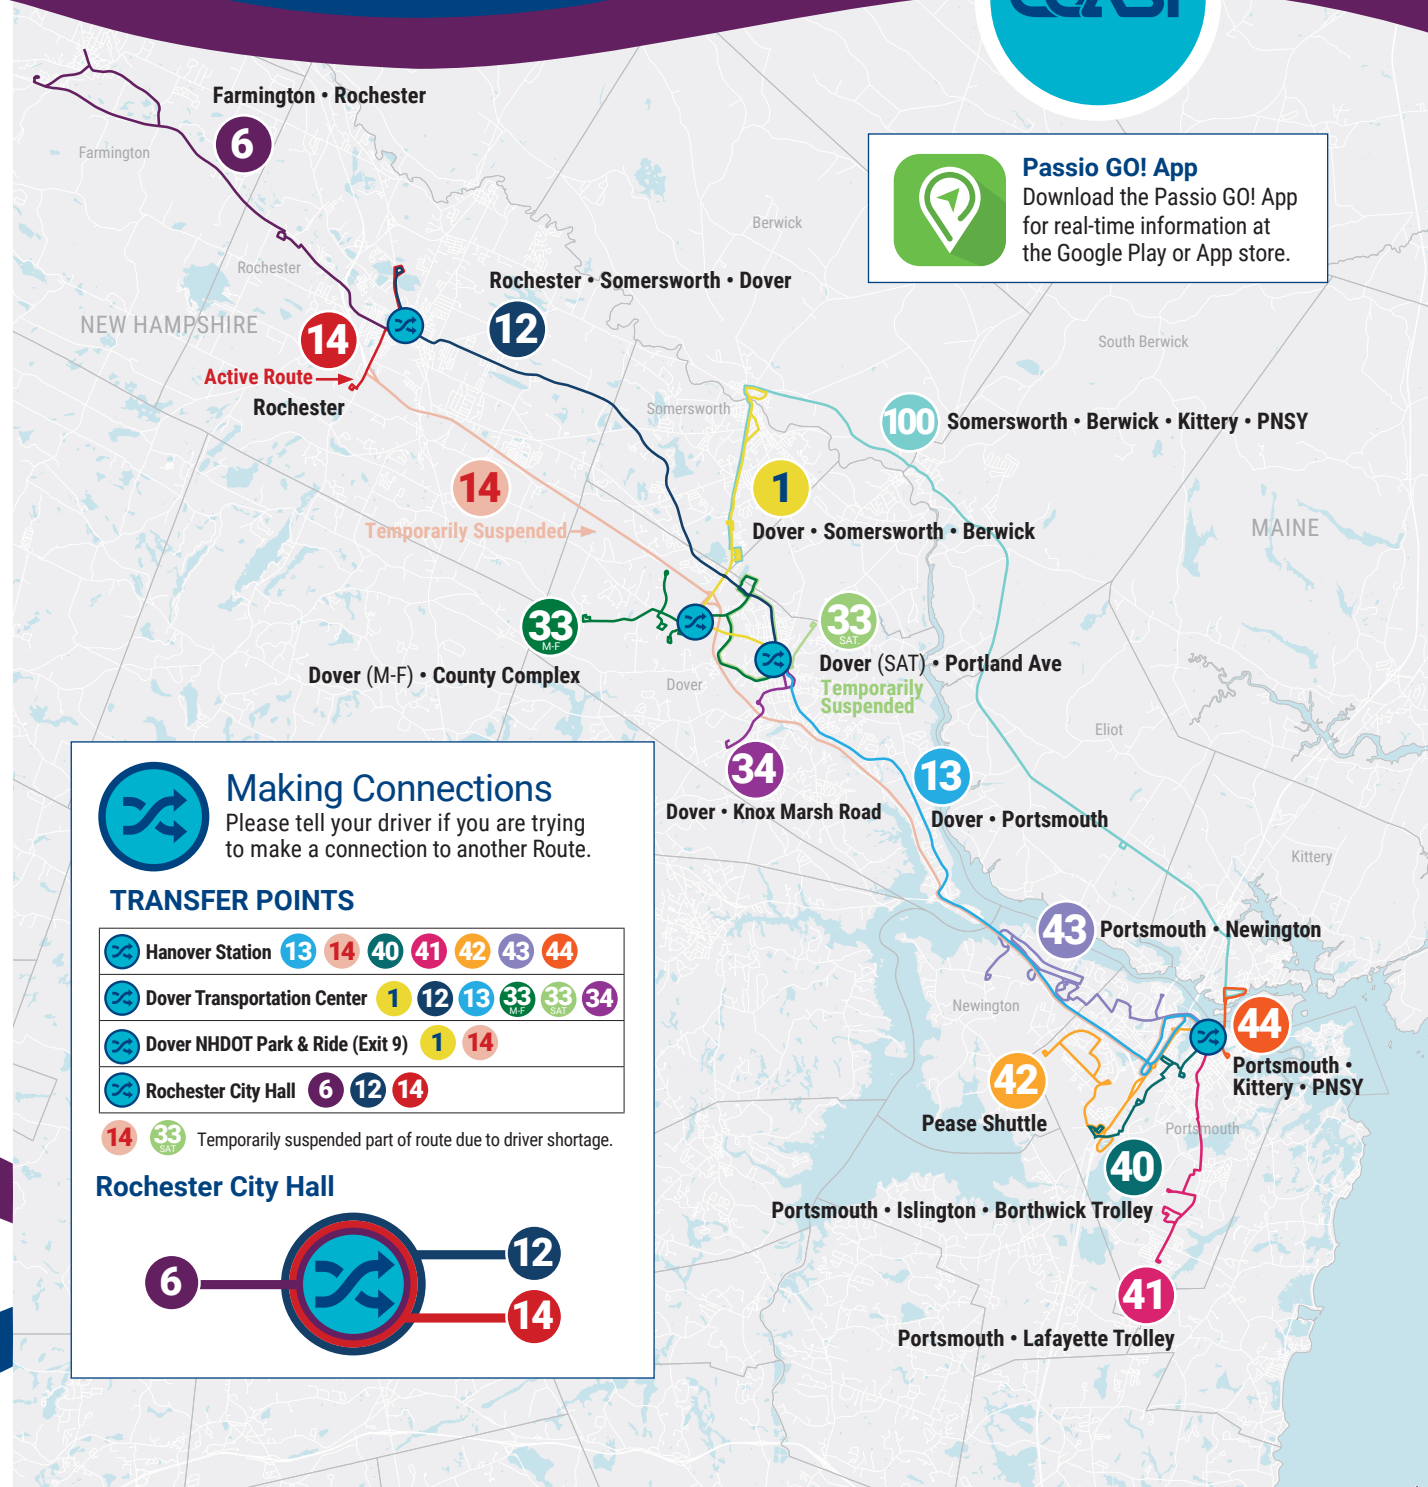 COAST
Farmington • Rochester
6
Farmington
Passio GO! App
Download the Passio GO! App
for real-time information at
the Google Play or App store.
Berwick
Rochester
Rochester • Somersworth • Dover
NEW HAMPSHIRE
12
14
South Berwick
Active Route
Rochester
Somersworth
100
Somersworth • Berwick • Kittery • PNSY
14
1
Temporarily Suspended
Dover • Somersworth • Berwick
MAINE
33
M-F
33
SAT.
Dover (M-F) • County Complex
Dover (SAT) • Portland Ave
Dover
Temporarily
Suspended
Eliot
34
13
Dover • Knox Marsh Road
Dover • Portsmouth
Kittery
Making Connections
Please tell your driver if you are trying
to make a connection to another Route.
TRANSFER POINTS
Hanover Station 13 14 40 41 42 43 44
Dover Transportation Center 1 12 13 33 M-F 33 SAT 34
Dover NHDOT Park & Ride (Exit 9) 1 14
Rochester City Hall 6 12 14
14 33 SAT Temporarily suspended part of route due to driver shortage.
Rochester City Hall
6
12
14
43
Portsmouth • Newington
Newington
44
Portsmouth •
Kittery • PNSY
42
Pease Shuttle
Portsmouth
40
Portsmouth • Islington • Borthwick Trolley
41
Portsmouth • Lafayette Trolley